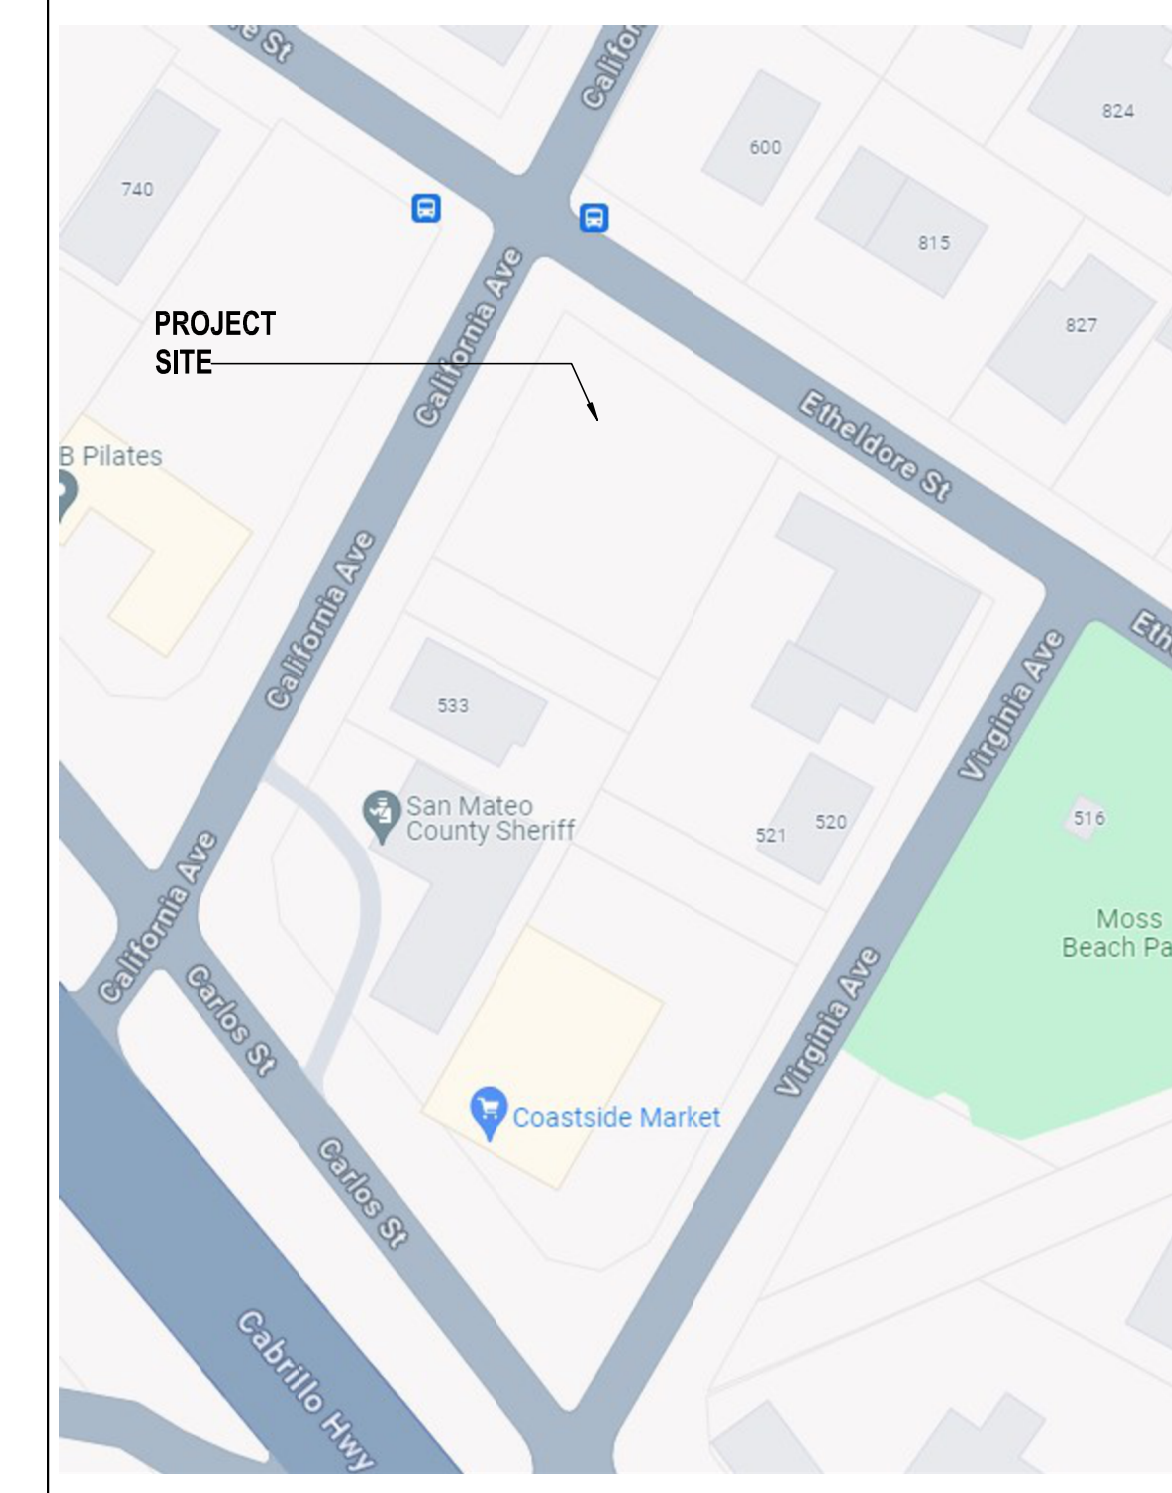 re St
Califor
824
600
740
815
California Ave
PROJECT
SITE
827
Etheldore St
B Pilates
California Ave
Eth
Virginia Ave
533
San Mateo
County Sheriff
521
520
516
California Ave
Moss
Beach Pa
Carlos St
Virginia Ave
Coastside Market
Carlos St
Cabrillo Hwy